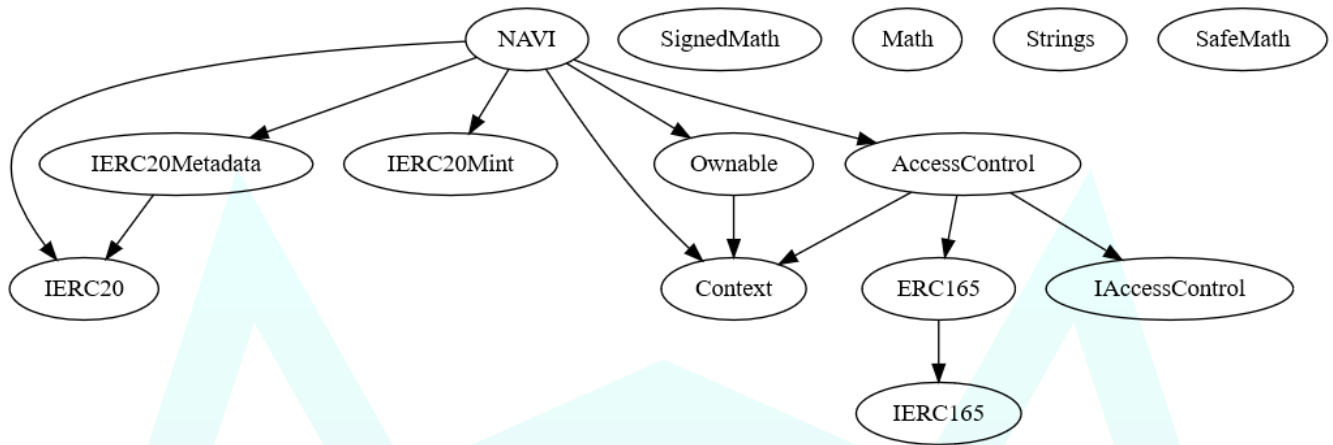 NAVI SignedMath Math Strings SafeMath
IERC20Metadata IERC20Mint Ownable AccessControl
IERC20 Context ERC165 IAccessControl
IERC165